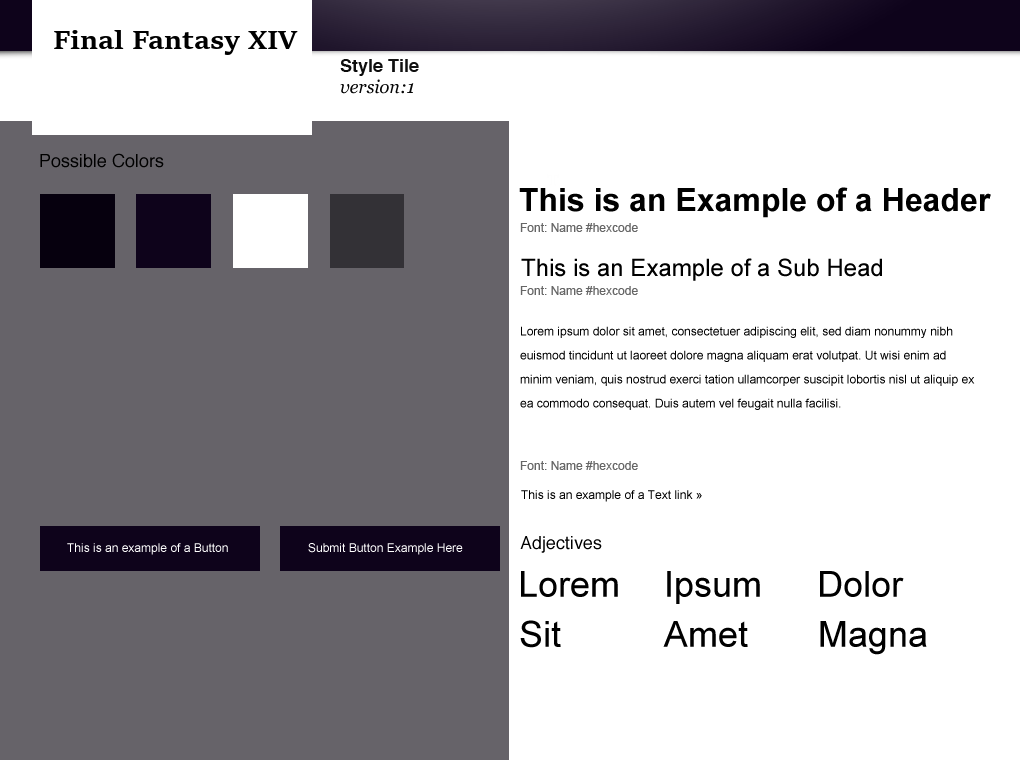 Final Fantasy XIV
Style Tile
version:1
Possible Colors
This is an example of a Button
Submit Button Example Here
This is an Example of a Header
Font: Name #hexcode
This is an Example of a Sub Head
Font: Name #hexcode
Lorem ipsum dolor sit amet, consectetuer adipiscing elit, sed diam nonummy nibh
euismod tincidunt ut laoreet dolore magna aliquam erat volutpat. Ut wisi enim ad
minim veniam, quis nostrud exerci tation ullamcorper suscipit lobortis nisl ut aliquip ex
ea commodo consequat. Duis autem vel feugait nulla facilisi.
Font: Name #hexcode
This is an example of a Text link »
Adjectives
Lorem Ipsum Dolor
Sit Amet Magna